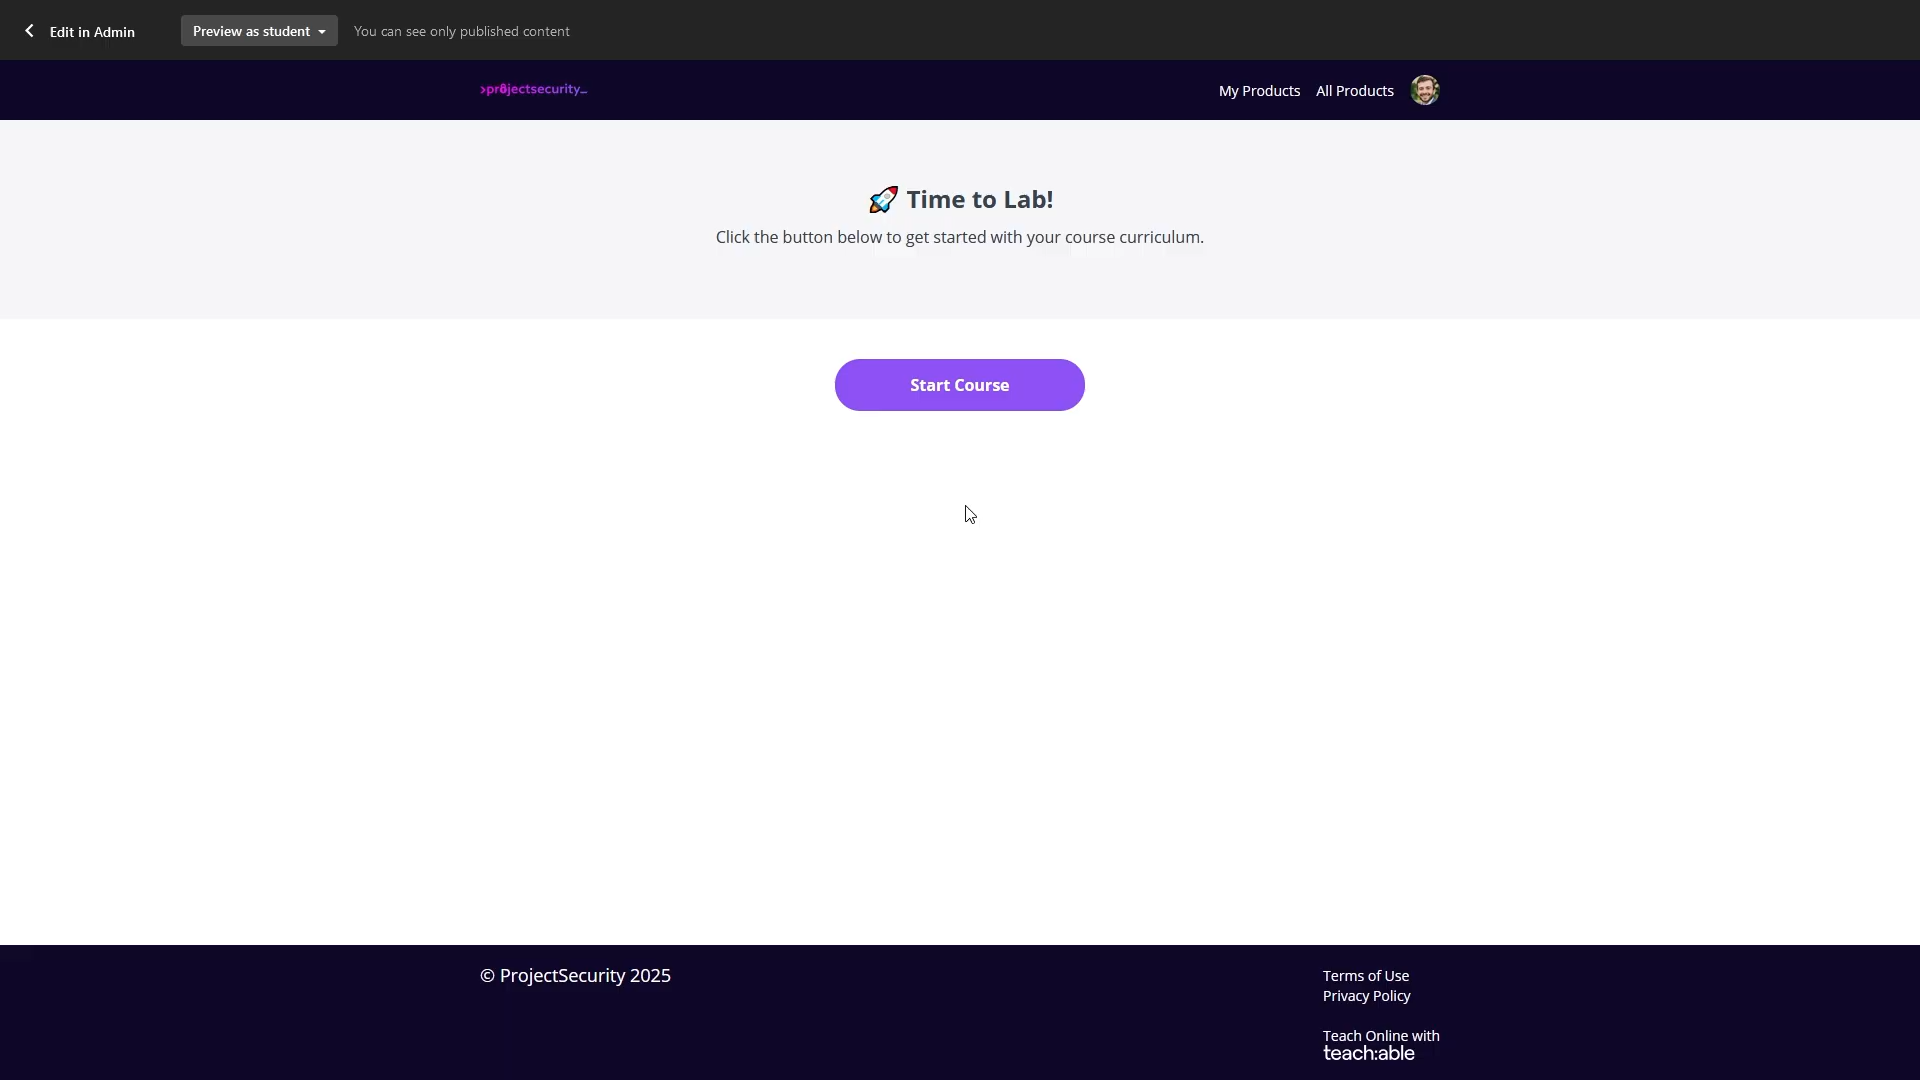 Edit in Admin
Preview as student
You can see only published content
>pr0jectsecurity_
My Products
All Products
🚀 Time to Lab!
Click the button below to get started with your course curriculum.
Start Course
© ProjectSecurity 2025
Terms of Use
Privacy Policy
Teach Online with
teach:able